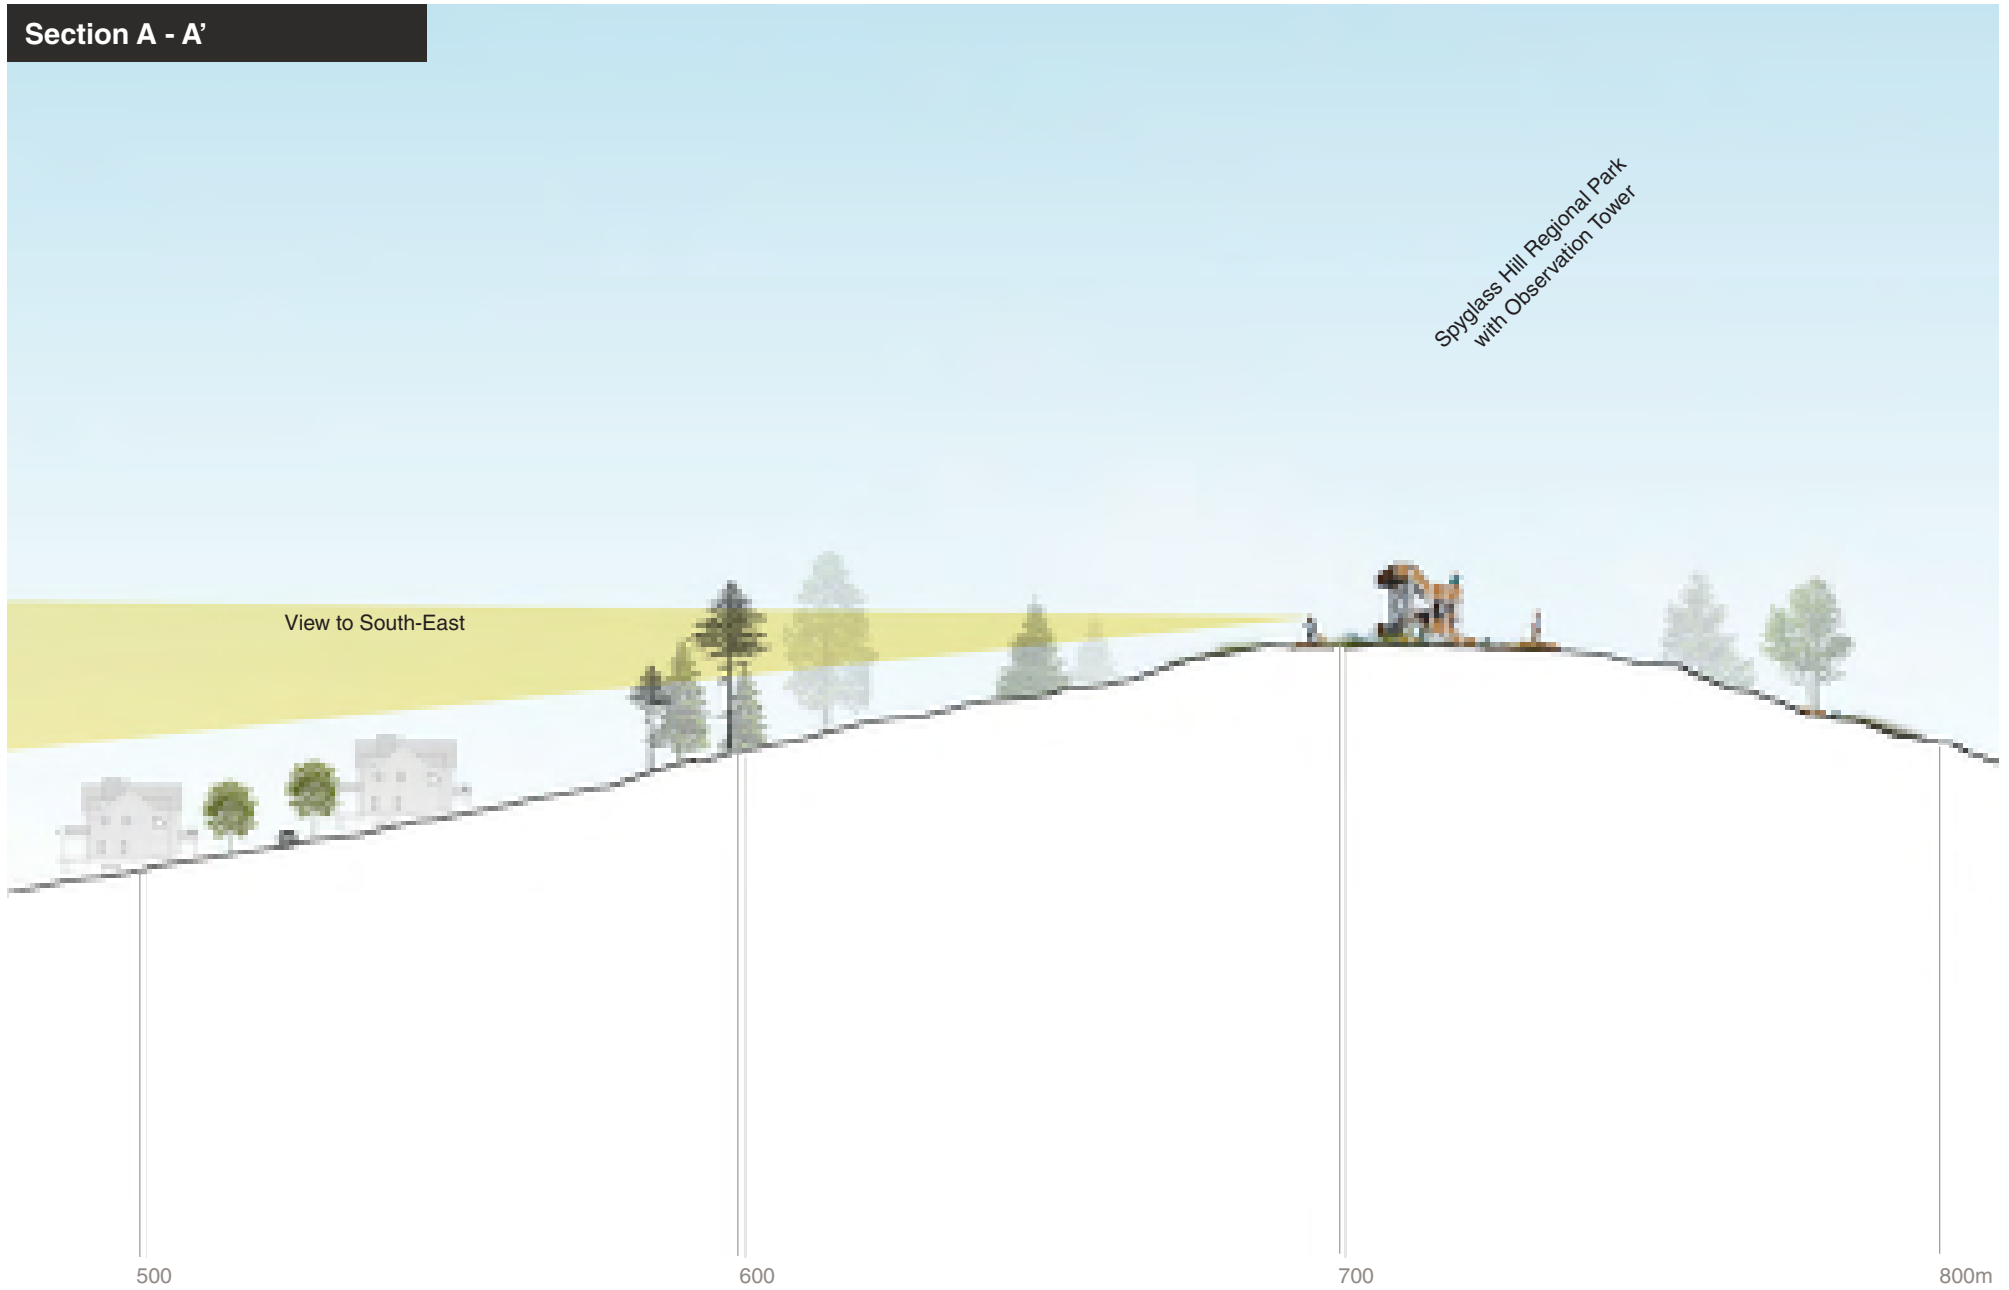 Section A - A’
Spyglass Hill Regional Park
with Observation Tower
View to South-East
500
600
700
800m